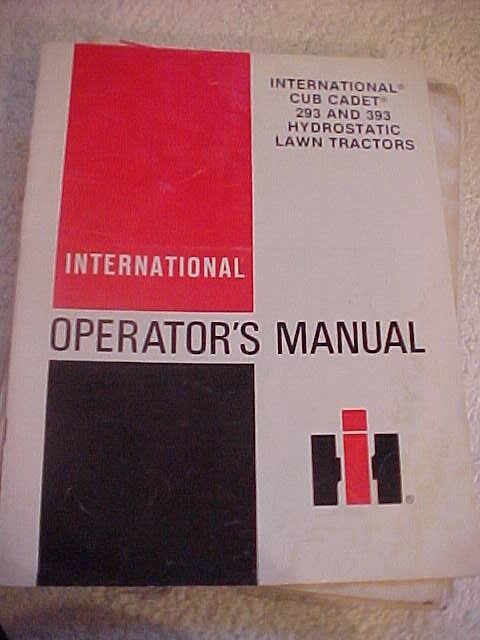 INTERNATIONAL®
CUB CADET®
293 AND 393
HYDROSTATIC
LAWN TRACTORS
INTERNATIONAL
OPERATOR'S MANUAL
IH®